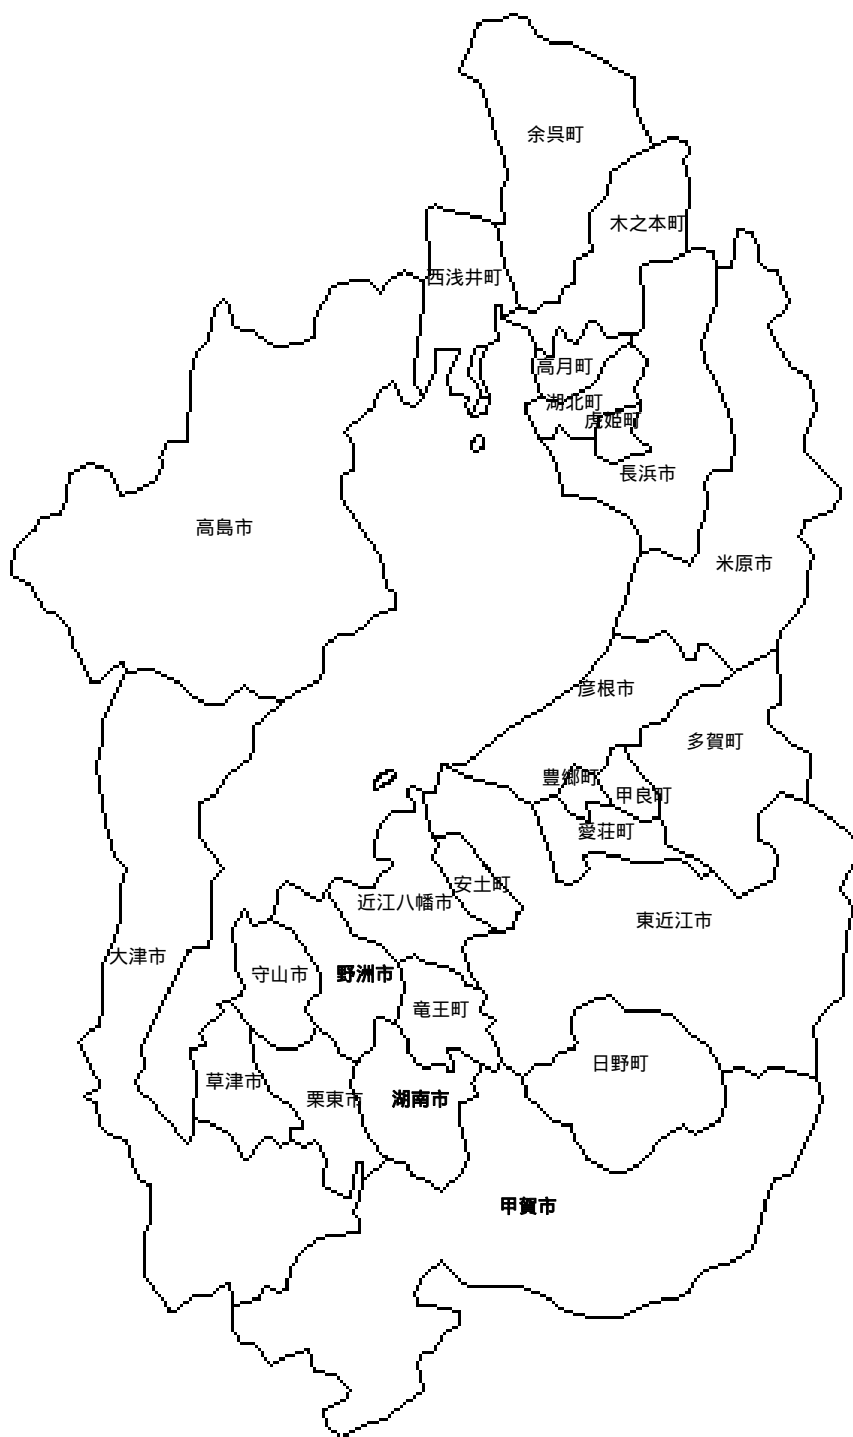 余呉町
木之本町
西浅井町
高月町
湖北町
虎姫町
長浜市
高島市
米原市
彦根市
多賀町
豊郷町
甲良町
愛荘町
安土町
近江八幡市
東近江市
大津市
守山市
野洲市
竜王町
日野町
草津市
栗東市
湖南市
甲賀市